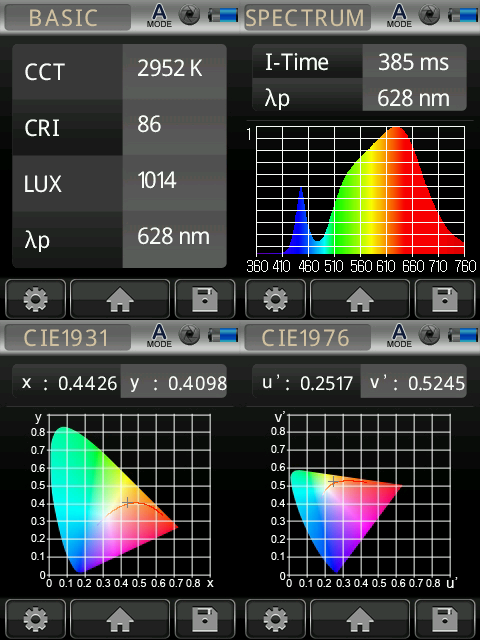 BASIC
A
MODE
CCT 2952 K
CRI 86
LUX 1014
λp 628 nm
SPECTRUM
A
MODE
I-Time 385 ms
λp 628 nm
1
360 410 460 510 560 610 660 710 760
CIE1931
A
MODE
x : 0.4426 y : 0.4098
y
0.8
0.7
0.6
0.5
0.4
0.3
0.2
0.1
0
0 0.1 0.2 0.3 0.4 0.5 0.6 0.7 0.8 x
CIE1976
A
MODE
u' : 0.2517 v' : 0.5245
v'
0.8
0.7
0.6
0.5
0.4
0.3
0.2
0.1
0
0 0.1 0.2 0.3 0.4 0.5 0.6 0.7 0.8 u'